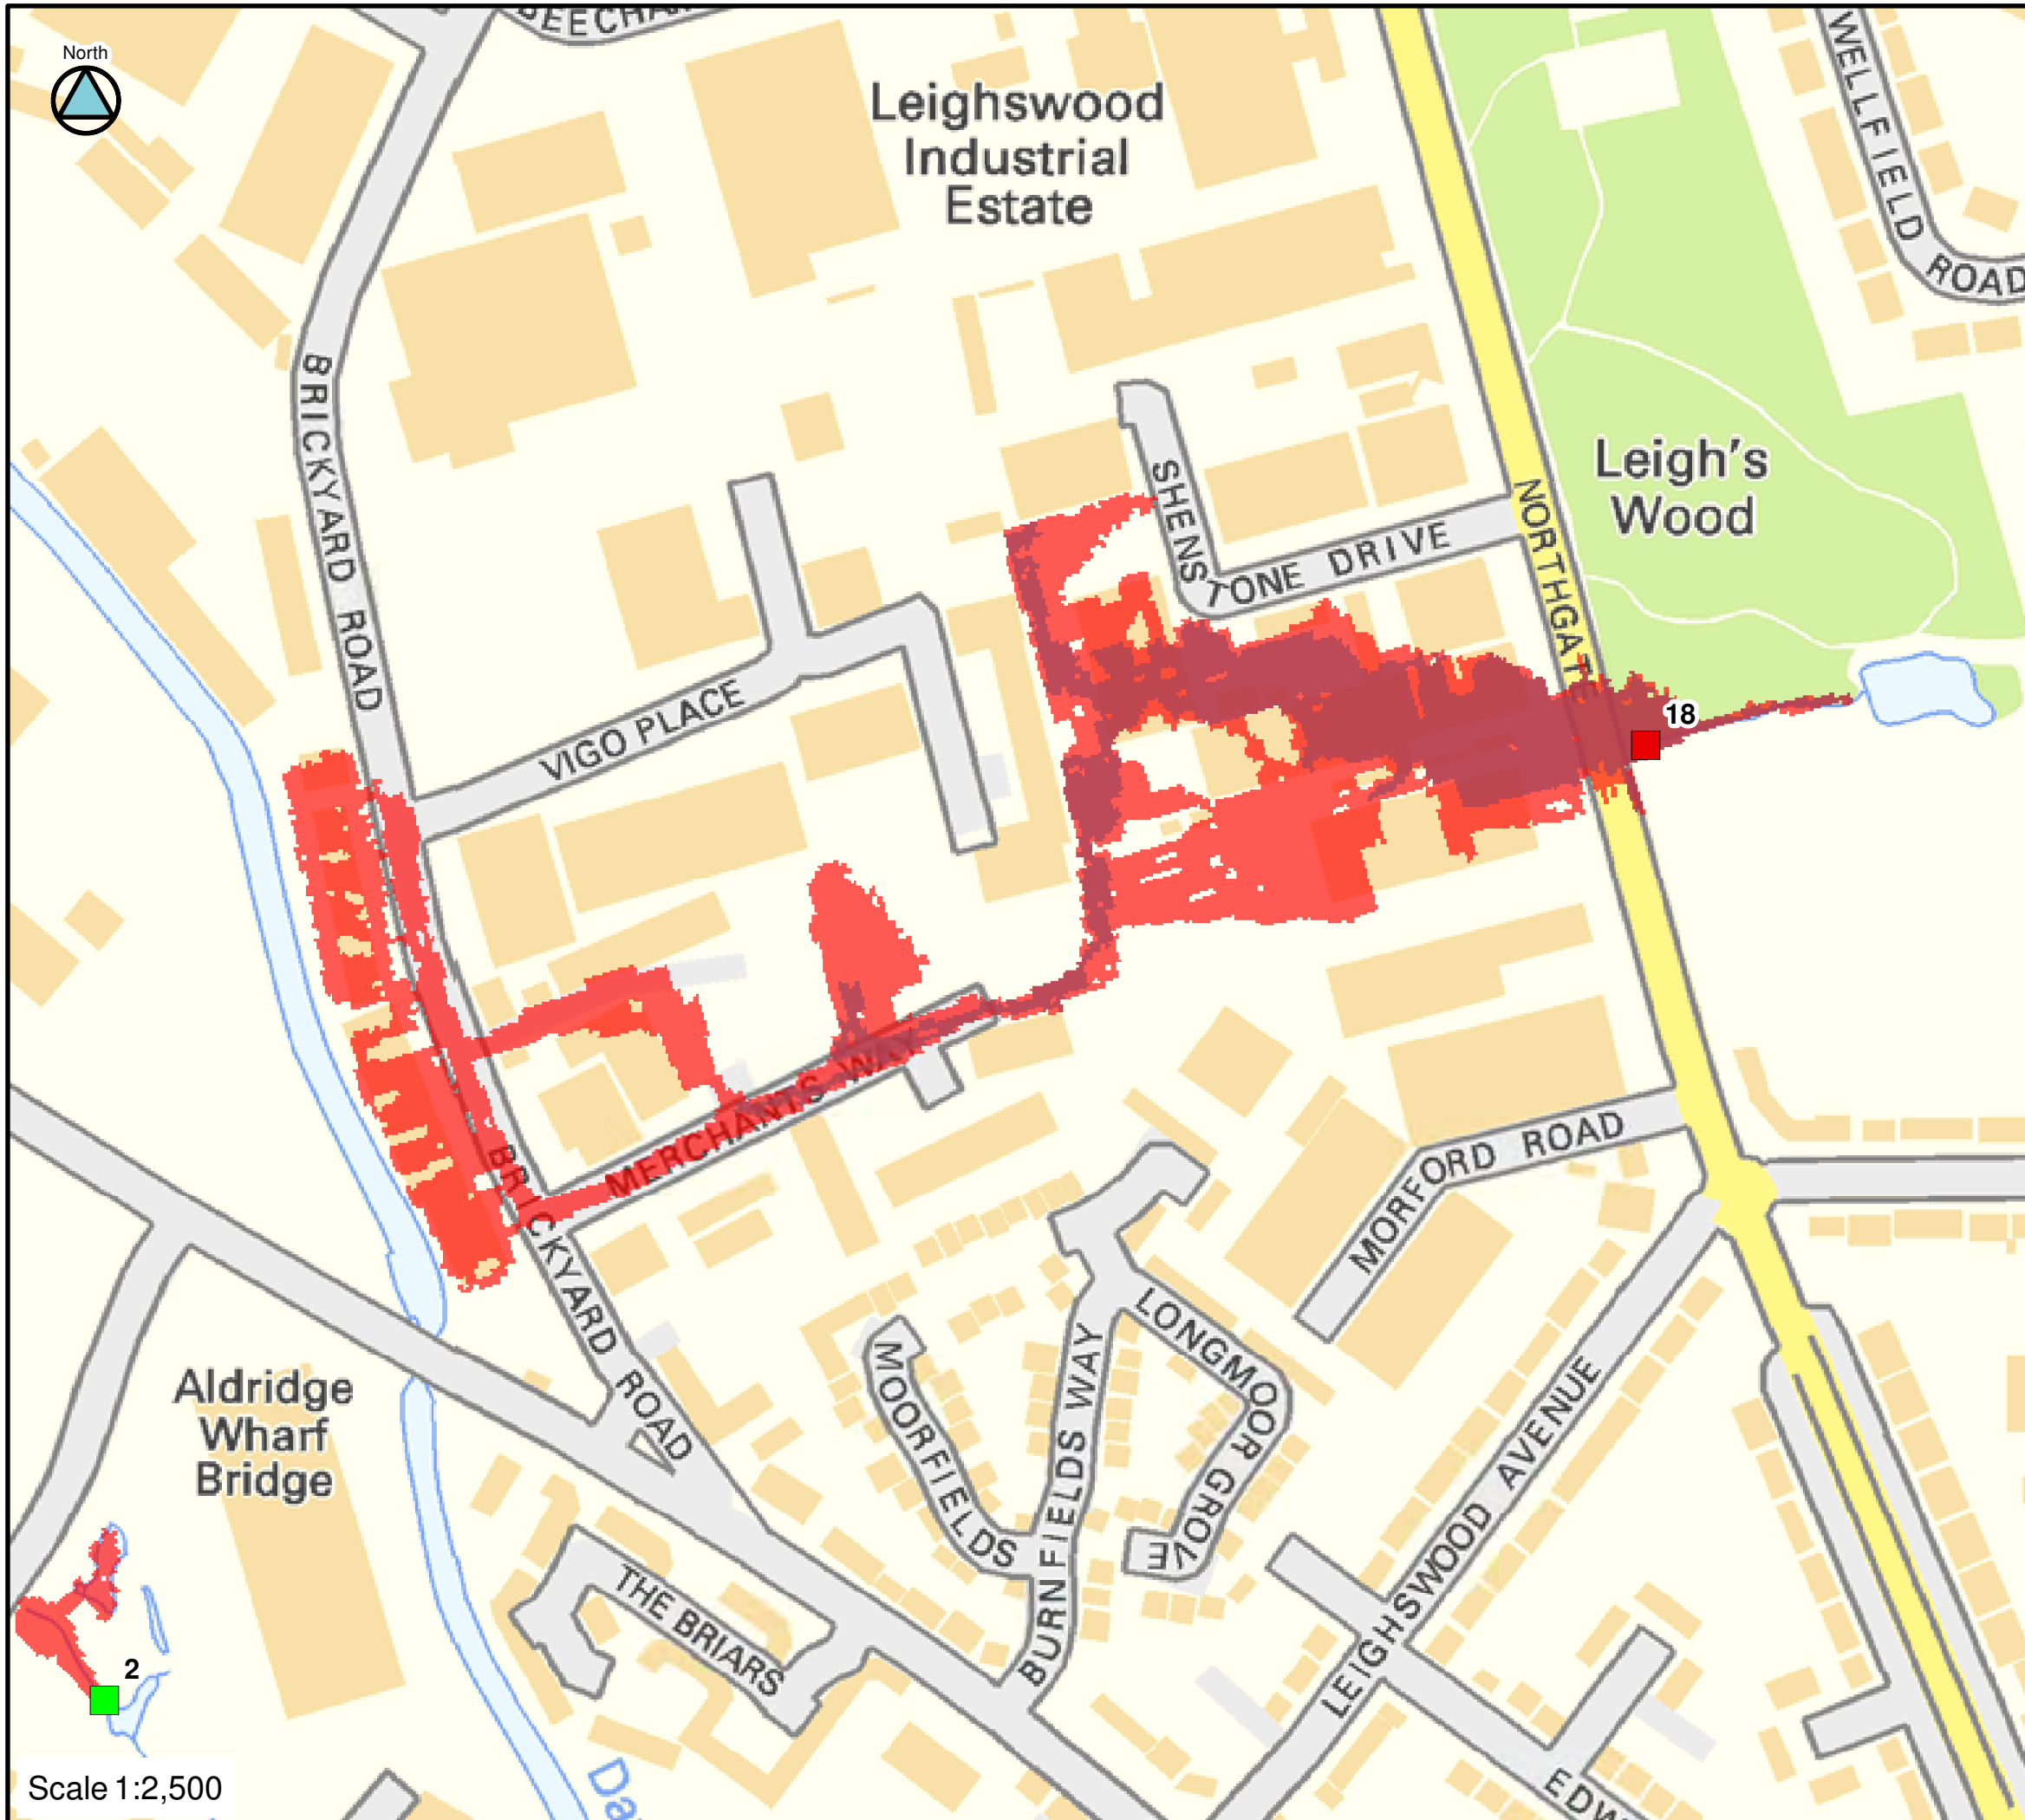 North
Leighswood
Industrial
Estate
WELLFIELD ROAD
BRICKYARD ROAD
SHENSTONE DRIVE
NORTHGATE
Leigh's
Wood
18
VIGO PLACE
MERCHANTS WAY
BRICKYARD ROAD
MORFORD ROAD
LONGMOOR GROVE
MOORFIELDS
BURNFIELDS WAY
LEIGHSWOOD AVENUE
Aldridge
Wharf
Bridge
THE BRIARS
2
Scale 1:2,500
Da
EDW